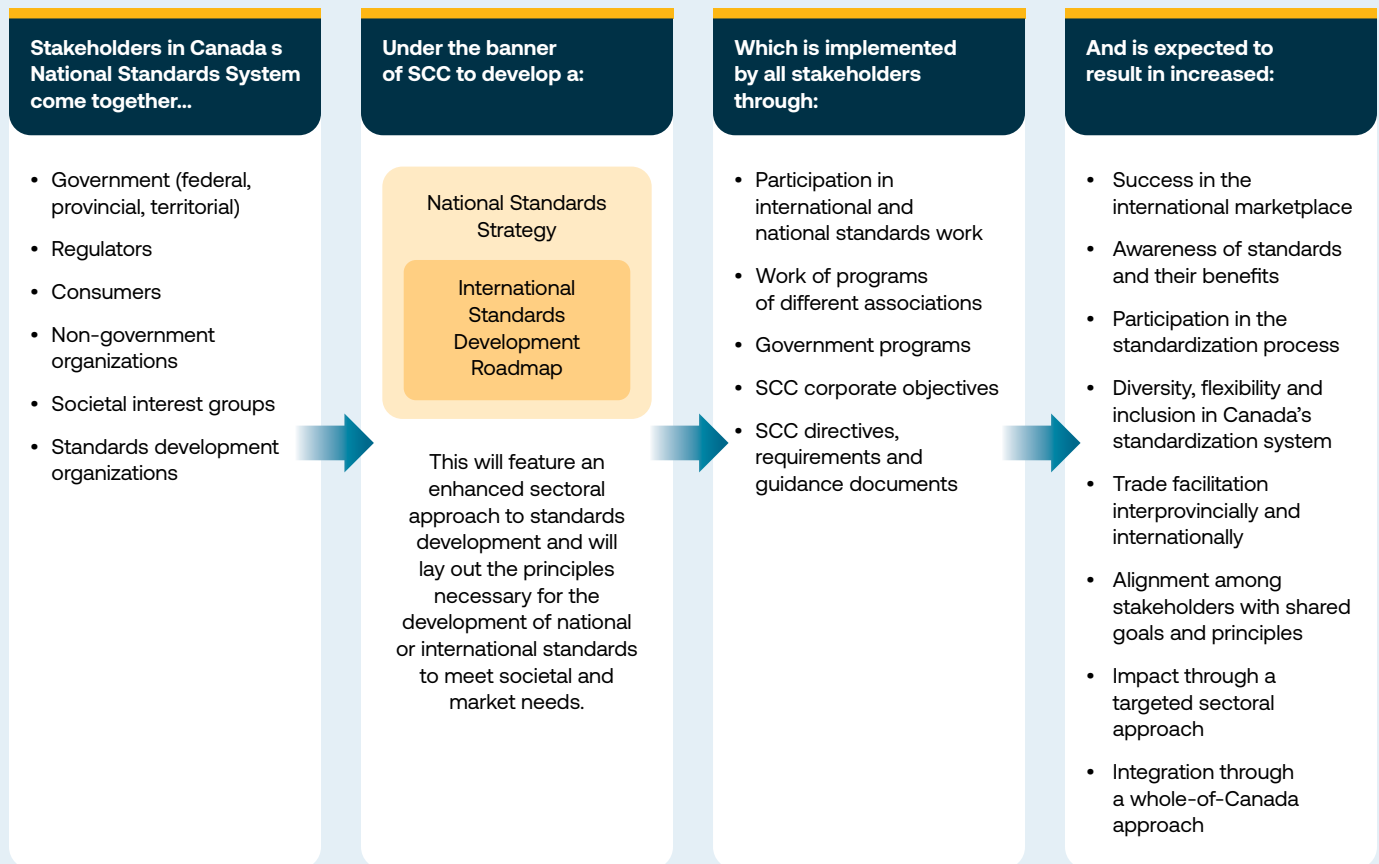 Stakeholders in Canada s
National Standards System
come together...
• Government (federal,
provincial, territorial)
• Regulators
• Consumers
• Non-government
organizations
• Societal interest groups
• Standards development
organizations
Under the banner
of SCC to develop a:
National Standards
Strategy
International
Standards
Development
Roadmap
This will feature an
enhanced sectoral
approach to standards
development and will
lay out the principles
necessary for the
development of national
or international standards
to meet societal and
market needs.
Which is implemented
by all stakeholders
through:
• Participation in
international and
national standards work
• Work of programs
of different associations
• Government programs
• SCC corporate objectives
• SCC directives,
requirements and
guidance documents
And is expected to
result in increased:
• Success in the
international marketplace
• Awareness of standards
and their benefits
• Participation in the
standardization process
• Diversity, flexibility and
inclusion in Canada’s
standardization system
• Trade facilitation
interprovincially and
internationally
• Alignment among
stakeholders with shared
goals and principles
• Impact through a
targeted sectoral
approach
• Integration through
a whole-of-Canada
approach